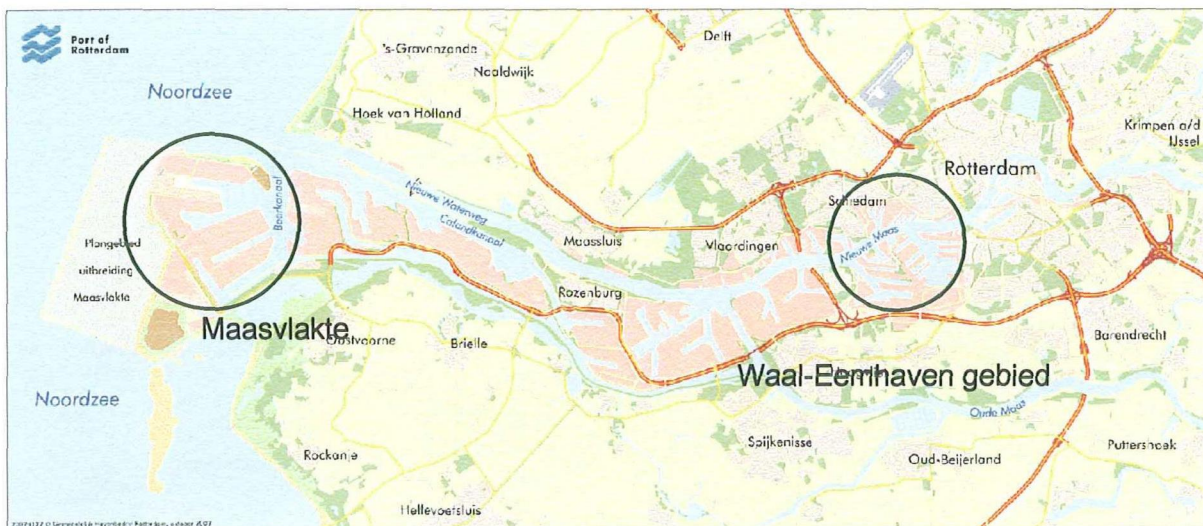 Port of
Rotterdam
Noordzee
's-Gravenzande
Naaldwijk
Delft
Hoek van Holland
Krimpen a/d
IJssel
Rotterdam
Beerkanaal
Nieuwe Waterweg
Calandkanaal
Schiedam
Maassluis
Vlaardingen
Nieuwe Maas
Plangebied
uitbreiding
Maasvlakte
Rozenburg
Maasvlakte
Oostvoorne
Brielle
Barendrecht
Waal-Eemhaven gebied
Noordzee
Oude Maas
Spijkenisse
Puttershoek
Rockanje
Oud-Beijerland
Hellevoetsluis